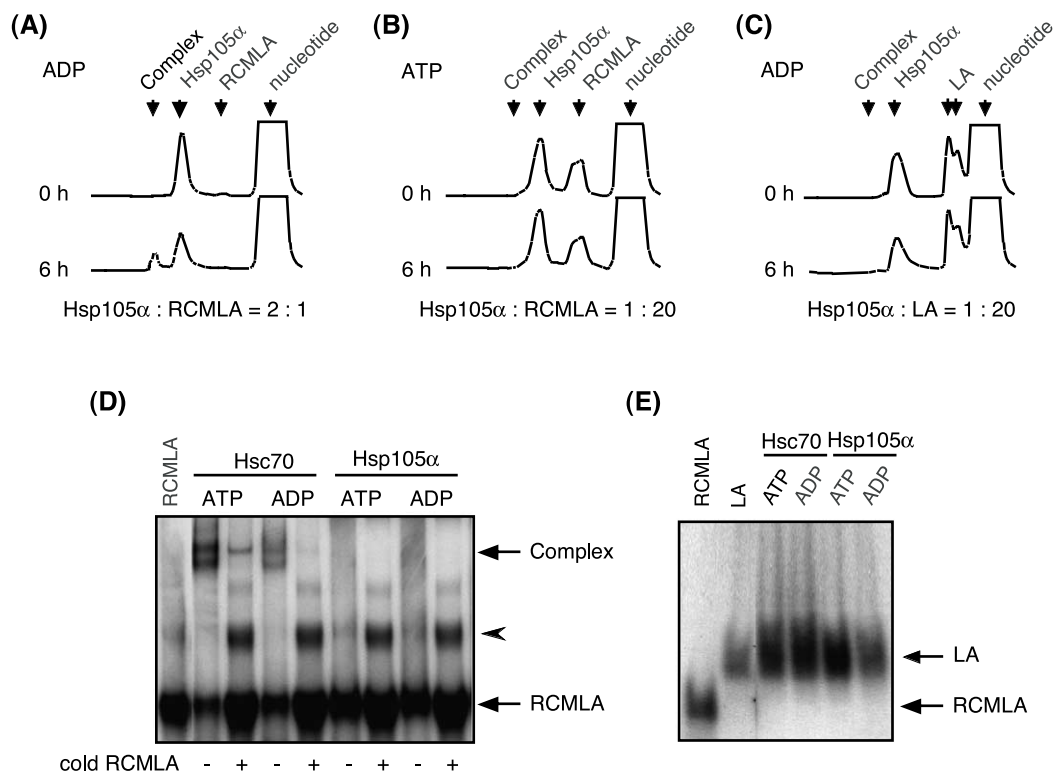 (A)
ADP
Complex
Hsp105α
RCMLA
nucleotide
0 h
6 h
Hsp105α : RCMLA = 2 : 1
(B)
ATP
Complex
Hsp105α
RCMLA
nucleotide
0 h
6 h
Hsp105α : RCMLA = 1 : 20
(C)
ADP
Complex
Hsp105α
LA
nucleotide
0 h
6 h
Hsp105α : LA = 1 : 20
(D)
RCMLA
Hsc70
Hsp105α
ATP ADP ATP ADP
Complex
RCMLA
cold RCMLA - + - + - + - +
(E)
RCMLA
LA
Hsc70 Hsp105α
ATP
ADP
ATP
ADP
LA
RCMLA